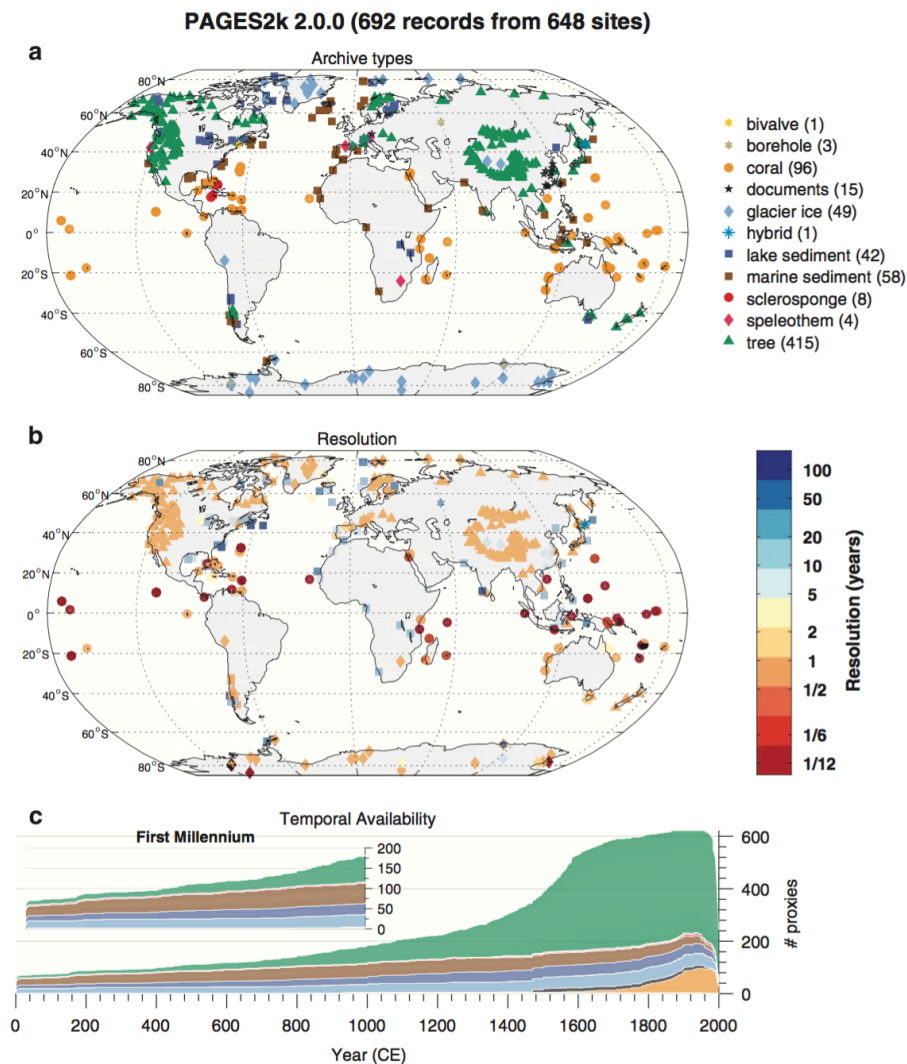 PAGES2k 2.0.0 (692 records from 648 sites)
a
Archive types
80°N
60°N
40°N
20°N
0°
20°S
40°S
60°S
80°S
bivalve (1)
borehole (3)
coral (96)
documents (15)
glacier ice (49)
hybrid (1)
lake sediment (42)
marine sediment (58)
sclerosponge (8)
speleothem (4)
tree (415)
b
Resolution
80°N
60°N
40°N
20°N
0°
20°S
40°S
60°S
80°S
100
50
20
10
5
2
1
1/2
1/6
1/12
Resolution (years)
c
Temporal Availability
First Millennium
200
150
100
50
0
600
400
200
0
# proxies
0 200 400 600 800 1000 1200 1400 1600 1800 2000
Year (CE)